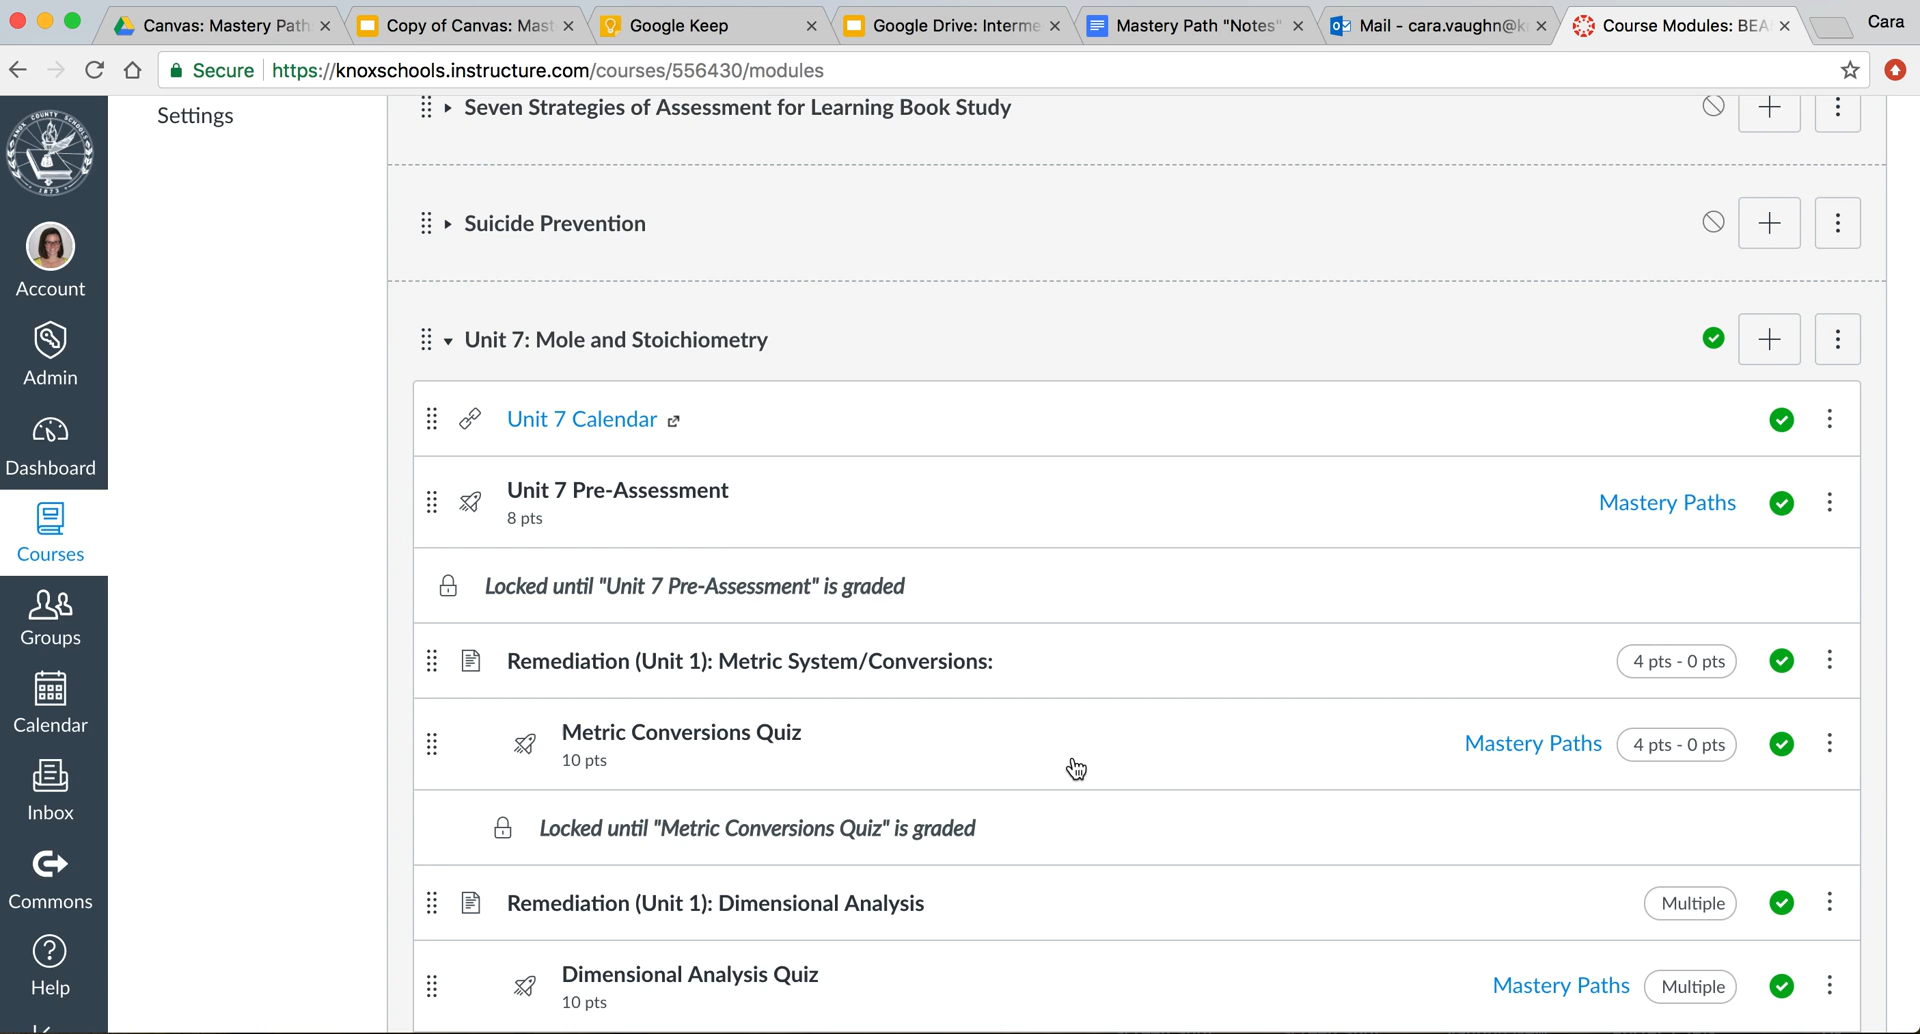 Canvas: Mastery Path
Copy of Canvas: Mast
Google Keep
Google Drive: Interme
Mastery Path "Notes"
Mail - cara.vaughn@k
Course Modules: BEA
Cara
Secure
https://knoxschools.instructure.com/courses/556430/modules
Settings
Seven Strategies of Assessment for Learning Book Study
KNOX COUNTY SCHOOLS
1873
Suicide Prevention
Account
Unit 7: Mole and Stoichiometry
Admin
Unit 7 Calendar
Dashboard
Unit 7 Pre-Assessment
8 pts
Mastery Paths
Courses
Locked until "Unit 7 Pre-Assessment" is graded
Groups
Remediation (Unit 1): Metric System/Conversions:
4 pts - 0 pts
Calendar
Metric Conversions Quiz
10 pts
Mastery Paths
4 pts - 0 pts
Inbox
Locked until "Metric Conversions Quiz" is graded
Commons
Remediation (Unit 1): Dimensional Analysis
Multiple
Help
Dimensional Analysis Quiz
10 pts
Mastery Paths
Multiple